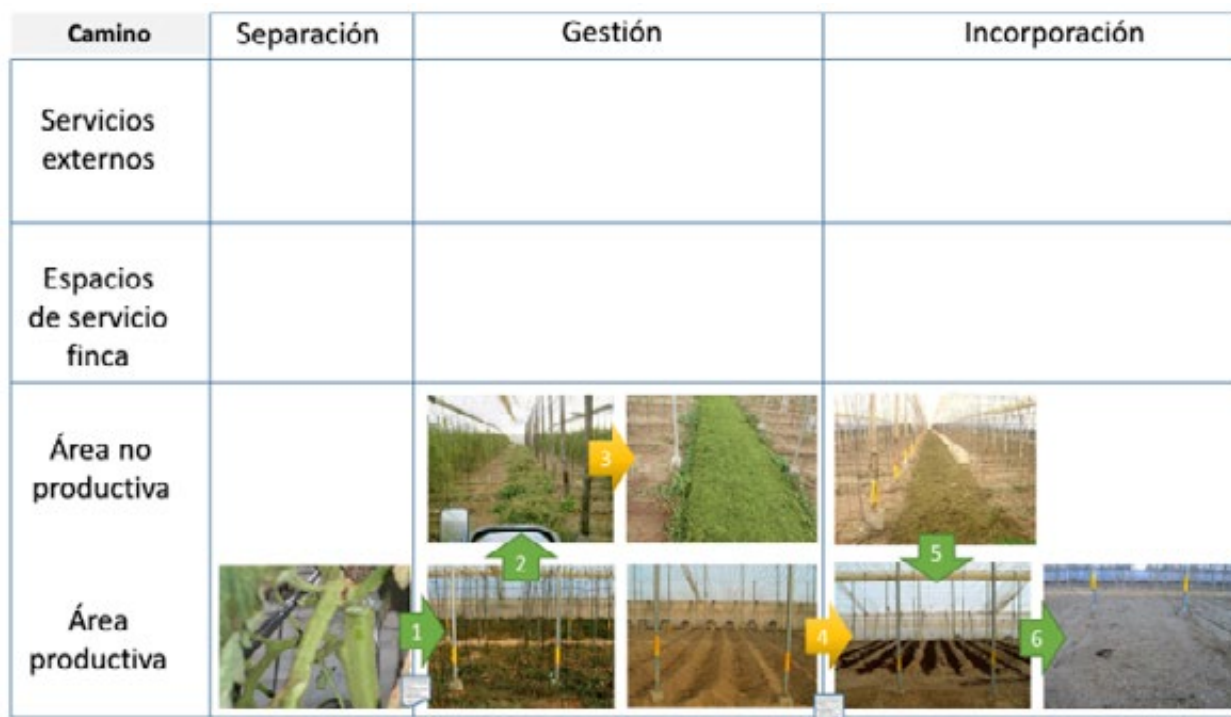 Camino
Separación
Gestión
Incorporación
Servicios
externos
Espacios
de servicio
finca
Área no
productiva
3
2
5
Área
productiva
1
4
6